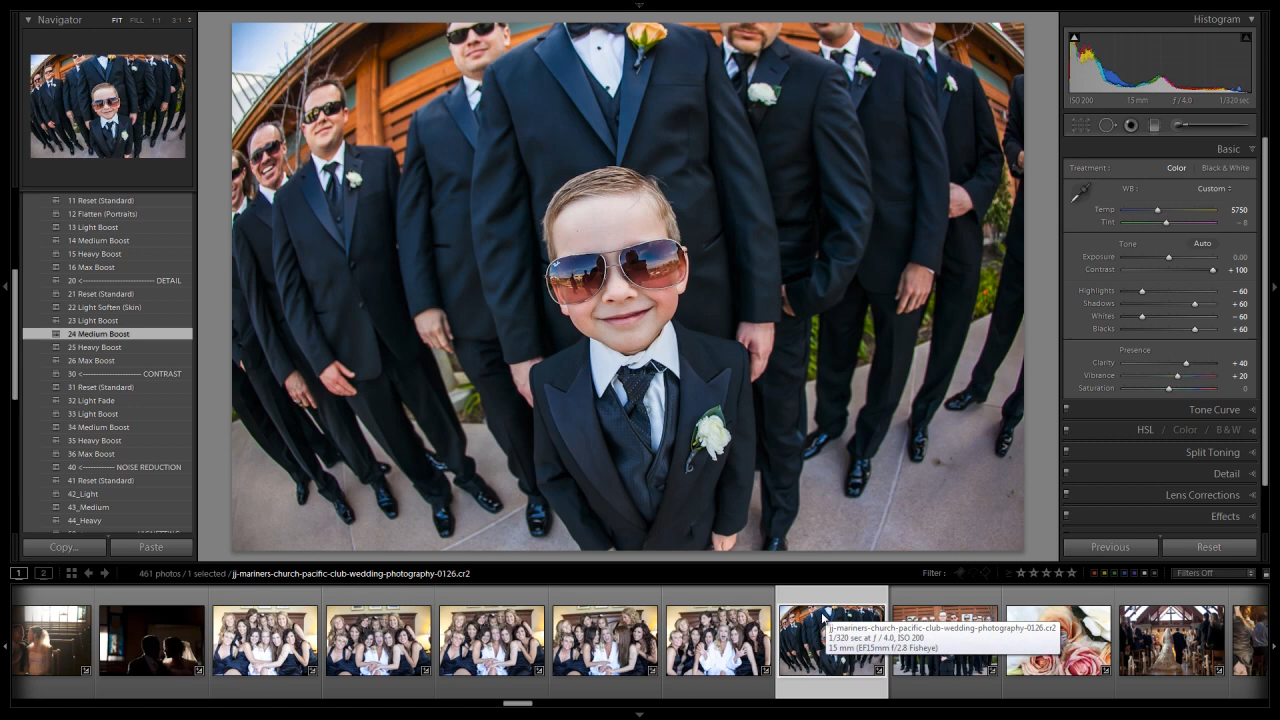 Navigator FIT FILL 1:1 3:1
11 Reset (Standard)
12 Flatten (Portraits)
13 Light Boost
14 Medium Boost
15 Heavy Boost
16 Max Boost
20 <------------------------ DETAIL
21 Reset (Standard)
22 Light Soften (Skin)
23 Light Boost
24 Medium Boost
25 Heavy Boost
26 Max Boost
30 <-------------------- CONTRAST
31 Reset (Standard)
32 Light Fade
33 Light Boost
34 Medium Boost
35 Heavy Boost
36 Max Boost
40 <----------- NOISE REDUCTION
41 Reset (Standard)
42_Light
43_Medium
44_Heavy
Copy... Paste
Histogram
ISO 200 15 mm f / 4.0 1/320 sec
Basic
Treatment : Color Black & White
WB : Custom
Temp 5750
Tint - 8
Tone Auto
Exposure 0.00
Contrast + 100
Highlights - 60
Shadows + 60
Whites - 60
Blacks + 60
Presence
Clarity + 40
Vibrance + 20
Saturation 0
Tone Curve
HSL / Color / B & W
Split Toning
Detail
Lens Corrections
Effects
Previous Reset
1 2 461 photos / 1 selected / jj-mariners-church-pacific-club-wedding-photography-0126.cr2 Filter : Filters Off
jj-mariners-church-pacific-club-wedding-photography-0126.cr2
1/320 sec at f / 4.0, ISO 200
15 mm (EF15mm f/2.8 Fisheye)